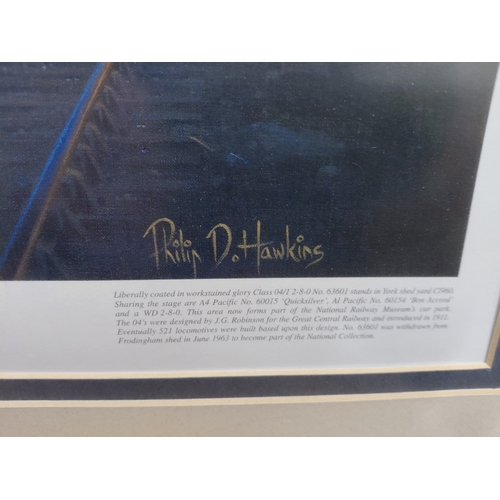 Philip D. Hawkins
Liberally coated in workstained glory Class 04/1 2-8-0 No. 63601 stands in York shed yard C1960.
Sharing the stage are A4 Pacific No. 60015 'Quicksilver', A1 Pacific No. 60154 'Bon Accord'
and a WD 2-8-0. This area now forms part of the National Railway Museum's car park.
The 04's were designed by J.G. Robinson for the Great Central Railway and introduced in 1911.
Eventually 521 locomotives were built based upon this design. No. 63601 was withdrawn from
Frodingham shed in June 1963 to become part of the National Collection.